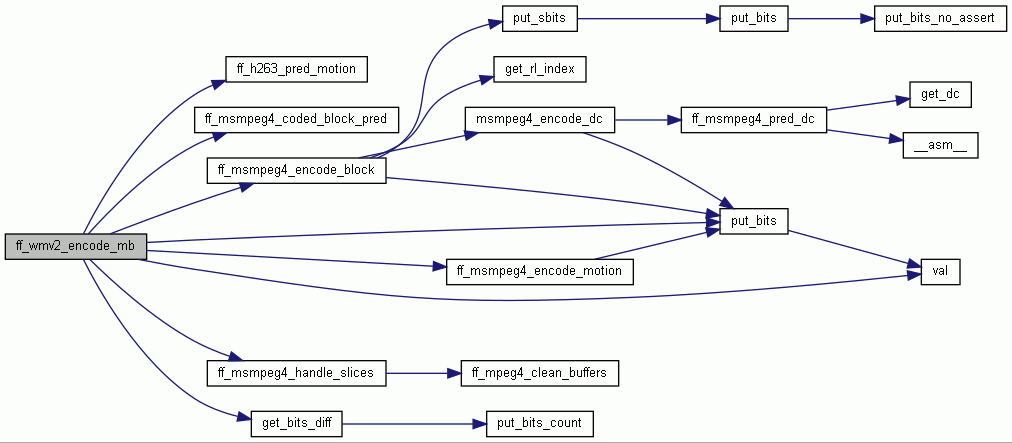 put_sbits
put_bits
put_bits_no_assert
ff_h263_pred_motion
get_rl_index
get_dc
ff_msmpeg4_coded_block_pred
msmpeg4_encode_dc
ff_msmpeg4_pred_dc
__asm__
ff_msmpeg4_encode_block
put_bits
ff_wmv2_encode_mb
ff_msmpeg4_encode_motion
val
ff_msmpeg4_handle_slices
ff_mpeg4_clean_buffers
get_bits_diff
put_bits_count